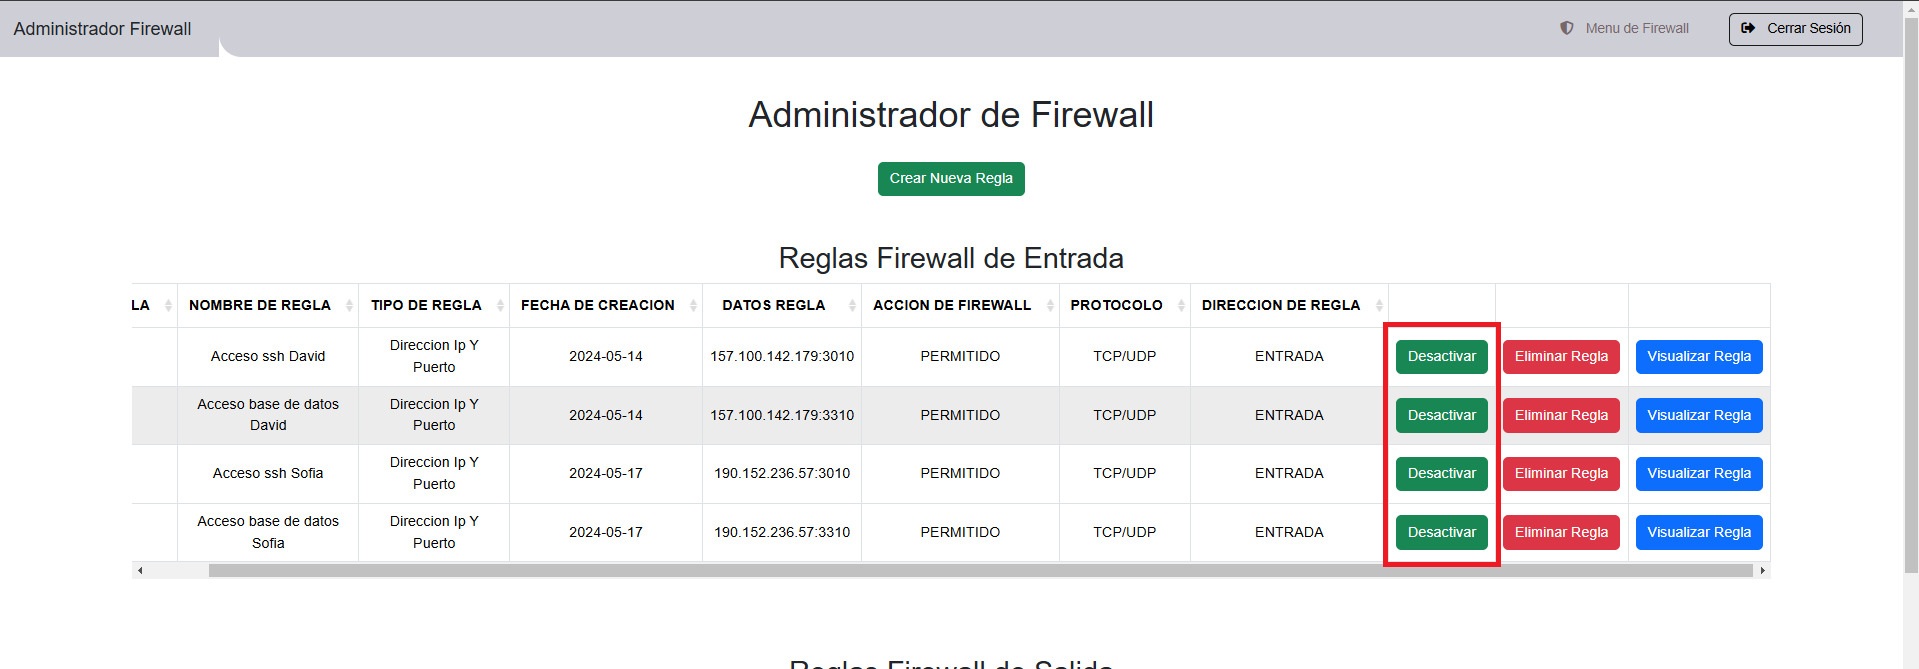 Administrador Firewall
Menu de Firewall
Cerrar Sesión
Administrador de Firewall
Crear Nueva Regla
Reglas Firewall de Entrada
LA NOMBRE DE REGLA TIPO DE REGLA FECHA DE CREACION DATOS REGLA ACCION DE FIREWALL PROTOCOLO DIRECCION DE REGLA
Acceso ssh David Direccion Ip Y Puerto 2024-05-14 157.100.142.179:3010 PERMITIDO TCP/UDP ENTRADA Desactivar Eliminar Regla Visualizar Regla
Acceso base de datos David Direccion Ip Y Puerto 2024-05-14 157.100.142.179:3310 PERMITIDO TCP/UDP ENTRADA Desactivar Eliminar Regla Visualizar Regla
Acceso ssh Sofia Direccion Ip Y Puerto 2024-05-17 190.152.236.57:3010 PERMITIDO TCP/UDP ENTRADA Desactivar Eliminar Regla Visualizar Regla
Acceso base de datos Sofia Direccion Ip Y Puerto 2024-05-17 190.152.236.57:3310 PERMITIDO TCP/UDP ENTRADA Desactivar Eliminar Regla Visualizar Regla
Reglas Firewall de Salida